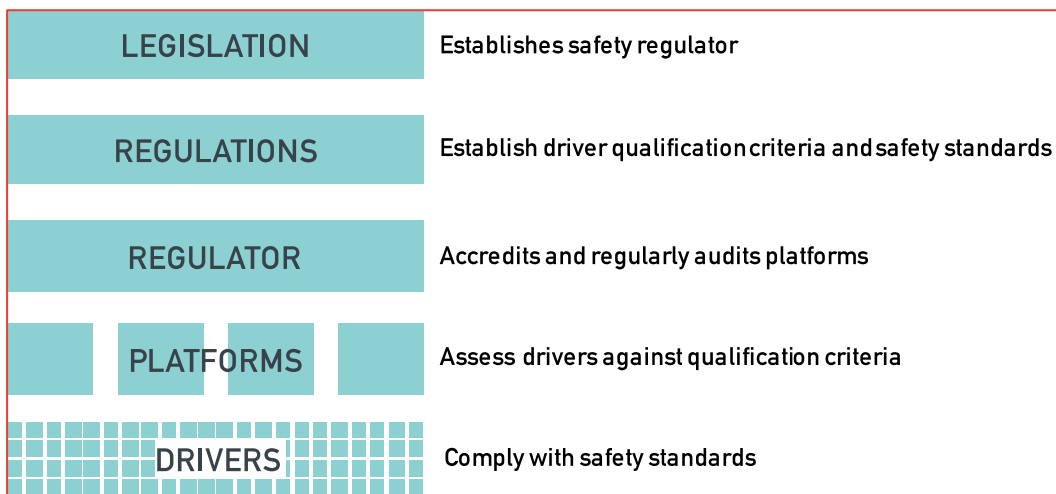 LEGISLATION Establishes safety regulator
REGULATIONS Establish driver qualification criteria and safety standards
REGULATOR Accredits and regularly audits platforms
PLATFORMS Assess drivers against qualification criteria
DRIVERS Comply with safety standards